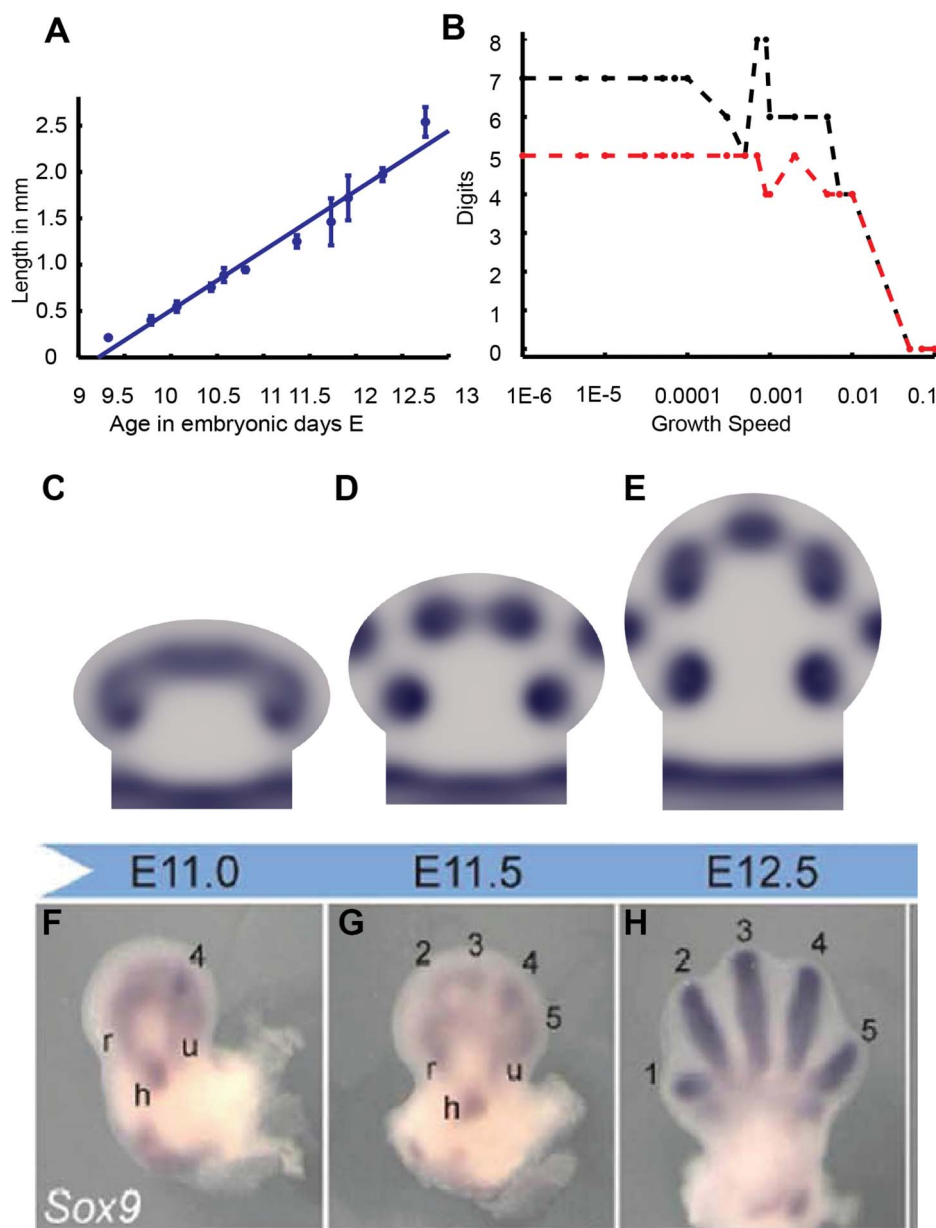 A
2.5
2.0
1.5
1.0
0.5
0
Length in mm
9 9.5 10 10.5 11 11.5 12 12.5 13
Age in embryonic days E
B
8
7
6
5
4
3
2
1
0
Digits
1E-6 1E-5 0.0001 0.001 0.01 0.1
Growth Speed
C D E
E11.0 E11.5 E12.5
F
4
r u
h
Sox9
G
2 3 4
5
r u
h
H
3
2 4
5
1